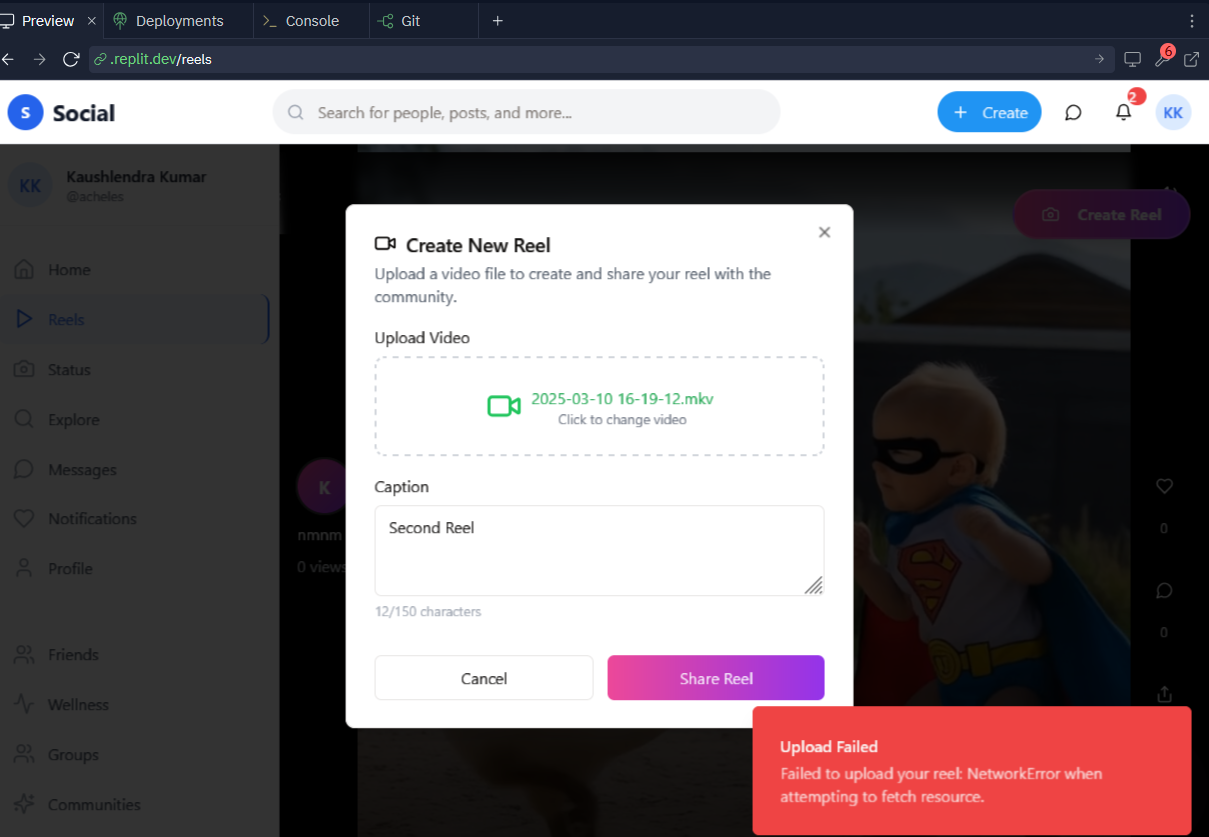 Preview
Deployments
Console
Git
.replit.dev/reels
6
S
Social
Search for people, posts, and more...
Create
2
KK
KK
Kaushlendra Kumar
@acheles
Create Reel
Home
Reels
Status
Explore
Messages
Notifications
Profile
Friends
Wellness
Groups
Communities
K
nmnm
0 views
Create New Reel
Upload a video file to create and share your reel with the
community.
Upload Video
2025-03-10 16-19-12.mkv
Click to change video
Caption
Second Reel
12/150 characters
Cancel
Share Reel
0
0
Upload Failed
Failed to upload your reel: NetworkError when
attempting to fetch resource.